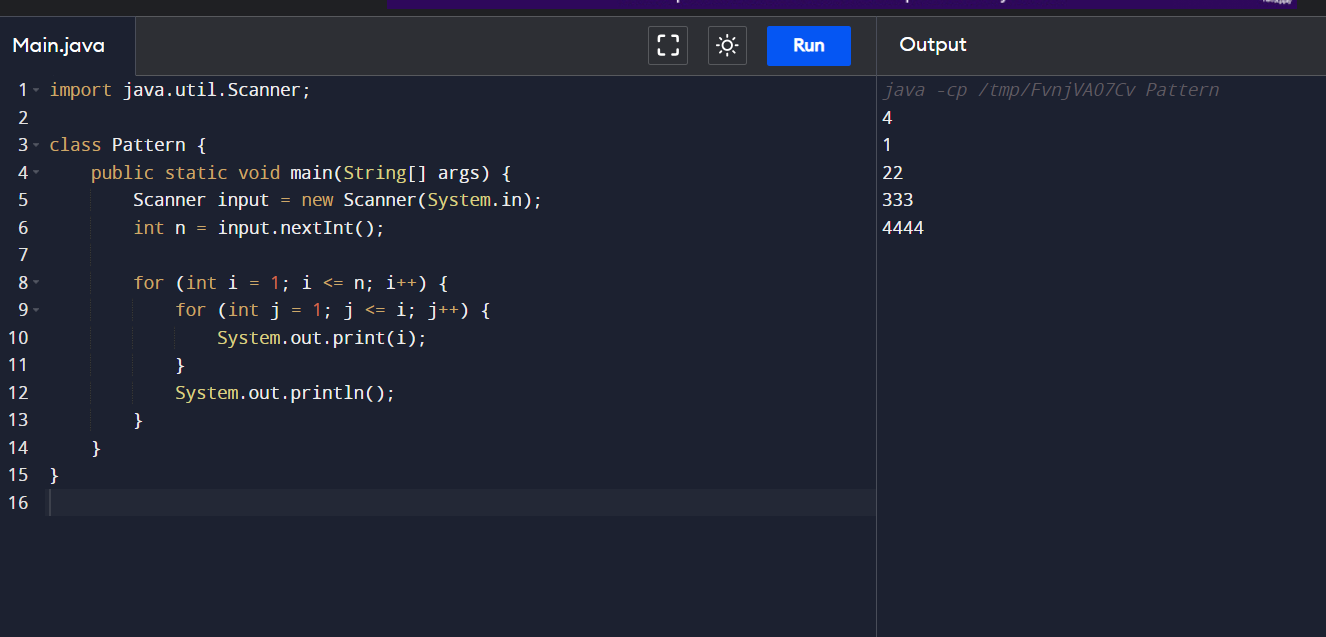 Main.java
Run
Output
1 import java.util.Scanner;
2
3 class Pattern {
4     public static void main(String[] args) {
5         Scanner input = new Scanner(System.in);
6         int n = input.nextInt();
7
8         for (int i = 1; i <= n; i++) {
9             for (int j = 1; j <= i; j++) {
10                 System.out.print(i);
11             }
12             System.out.println();
13         }
14     }
15 }
16
java -cp /tmp/FvnjVAO7Cv Pattern
4
1
22
333
4444